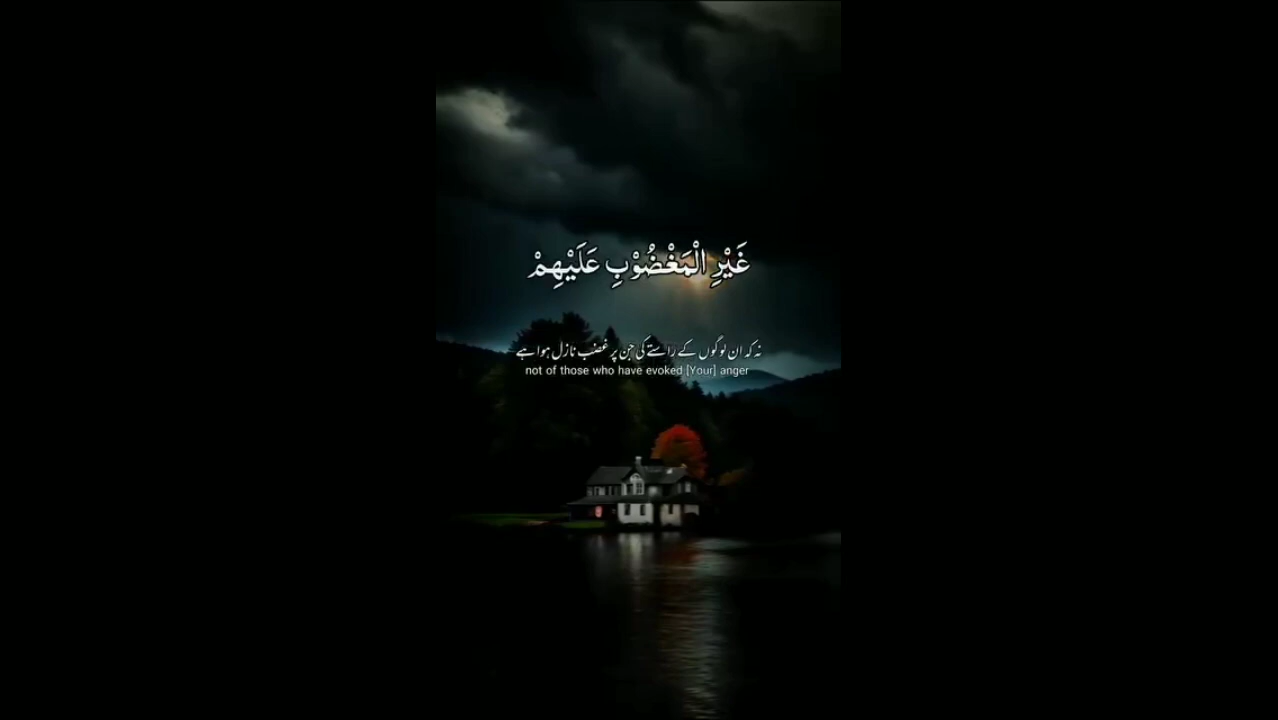 غَيْرِ الْمَغْضُوْبِ عَلَيْهِمْ
نہ کہ ان لوگوں کے راستے کی جن پر غضب نازل ہوا ہے
not of those who have evoked [Your] anger